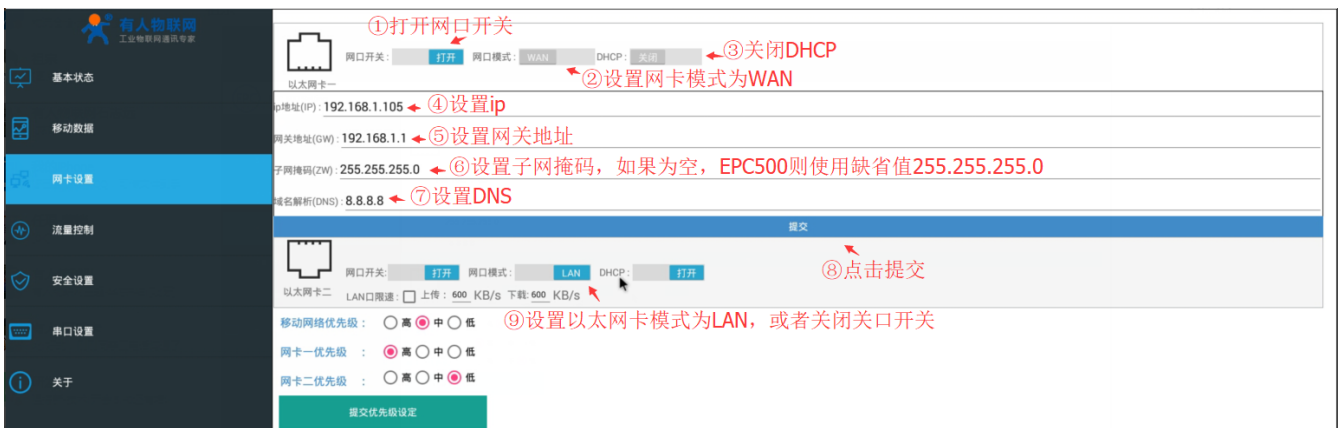 有人物联网
工业物联网通讯专家
基本状态
移动数据
网卡设置
流量控制
安全设置
串口设置
关于
①打开网口开关
网口开关: 打开 网口模式: WAN DHCP: 关闭 ③关闭DHCP
②设置网卡模式为WAN
以太网卡一
ip地址(IP): 192.168.1.105 ④设置ip
网关地址(GW): 192.168.1.1 ⑤设置网关地址
子网掩码(ZW): 255.255.255.0 ⑥设置子网掩码，如果为空，EPC500则使用缺省值255.255.255.0
域名解析(DNS): 8.8.8.8 ⑦设置DNS
提交
⑧点击提交
网口开关: 打开 网口模式: LAN DHCP: 打开
以太网卡二 LAN口限速: 上传: 600 KB/s 下载: 600 KB/s
⑨设置以太网卡模式为LAN，或者关闭关口开关
移动网络优先级: 高 中 低
网卡一优先级 : 高 中 低
网卡二优先级 : 高 中 低
提交优先级设定